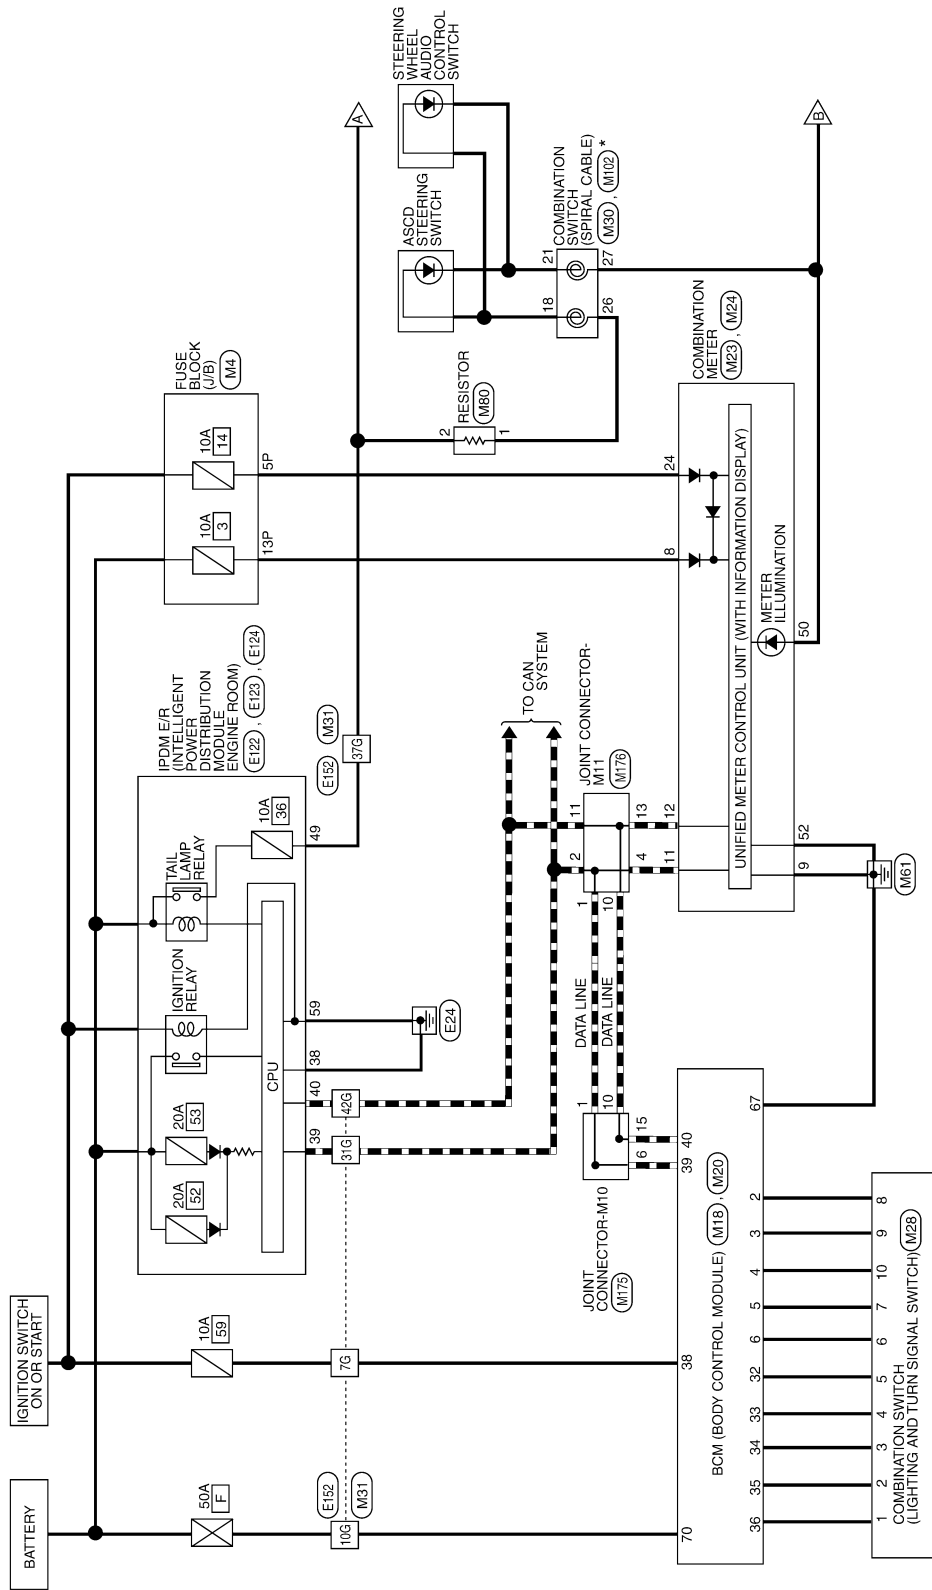 BATTERY
IGNITION SWITCH
ON OR START
50A
F
10A
59
E152
M31
10G
7G
31G
42G
20A
52
20A
53
IGNITION
RELAY
TAIL
LAMP
RELAY
10A
36
CPU
39
40
38
59
49
E24
IPDM E/R
(INTELLIGENT
POWER
DISTRIBUTION
MODULE
ENGINE ROOM)
E122 , E123 , E124
E152
M31
37G
FUSE
BLOCK
(J/B)
M4
10A
3
10A
14
13P
5P
A
RESISTOR
M80
2
1
ASCD
STEERING
SWITCH
STEERING
WHEEL
AUDIO
CONTROL
SWITCH
COMBINATION
SWITCH
(SPIRAL CABLE)
M30 , M102 *
18
21
26
27
B
TO CAN
SYSTEM
JOINT CONNECTOR-
M11
M176
2
11
1
10
4
13
11
12
DATA LINE
DATA LINE
1
10
6
15
39
40
JOINT
CONNECTOR-M10
M175
COMBINATION
METER
M23 , M24
8
24
UNIFIED METER CONTROL UNIT (WITH INFORMATION DISPLAY)
METER
ILLUMINATION
9
52
50
M61
70
38
BCM (BODY CONTROL MODULE)
M18 , M20
67
36
35
34
33
32
6
5
4
3
2
1
2
3
4
5
6
7
10
9
8
COMBINATION SWITCH
(LIGHTING AND TURN SIGNAL SWITCH)
M28